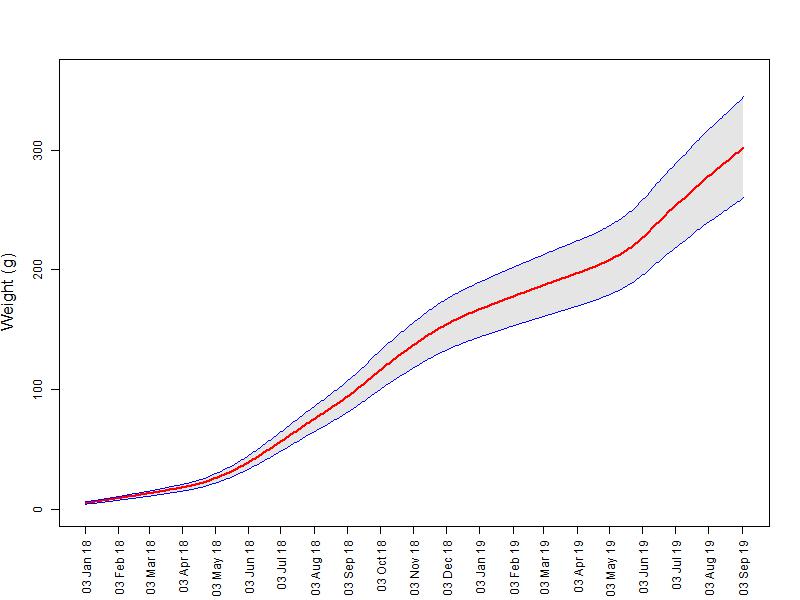 300
200
100
0
Weight (g)
03 Jan 18
03 Feb 18
03 Mar 18
03 Apr 18
03 May 18
03 Jun 18
03 Jul 18
03 Aug 18
03 Sep 18
03 Oct 18
03 Nov 18
03 Dec 18
03 Jan 19
03 Feb 19
03 Mar 19
03 Apr 19
03 May 19
03 Jun 19
03 Jul 19
03 Aug 19
03 Sep 19